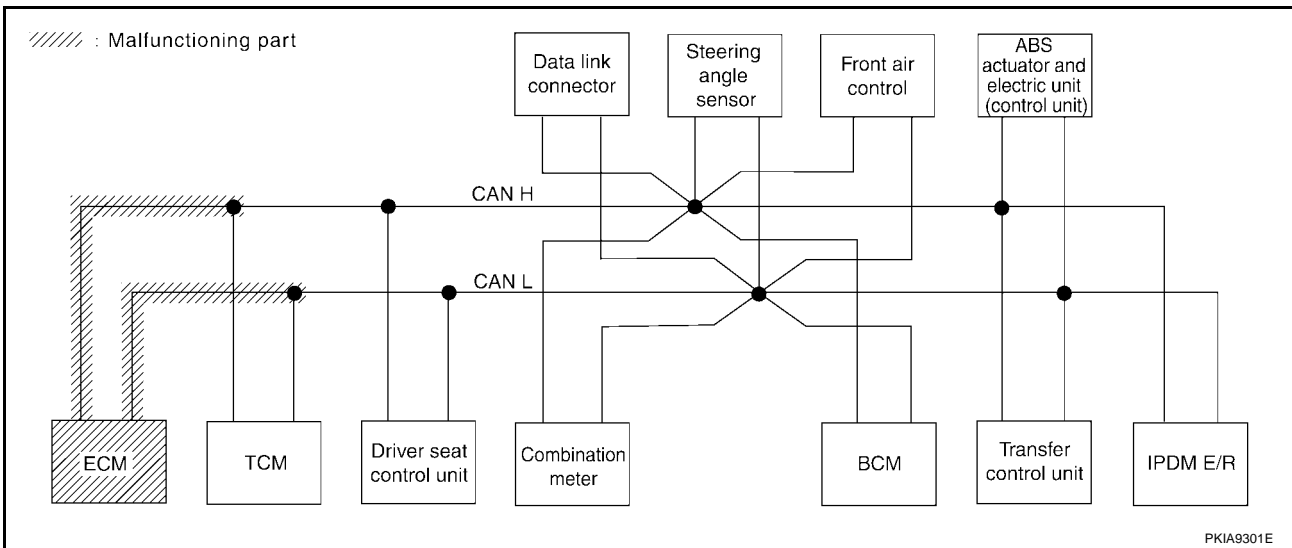 : Malfunctioning part
Data link
connector
Steering
angle
sensor
Front air
control
ABS
actuator and
electric unit
(control unit)
CAN H
CAN L
ECM
TCM
Driver seat
control unit
Combination
meter
BCM
Transfer
control unit
IPDM E/R
PKIA9301E